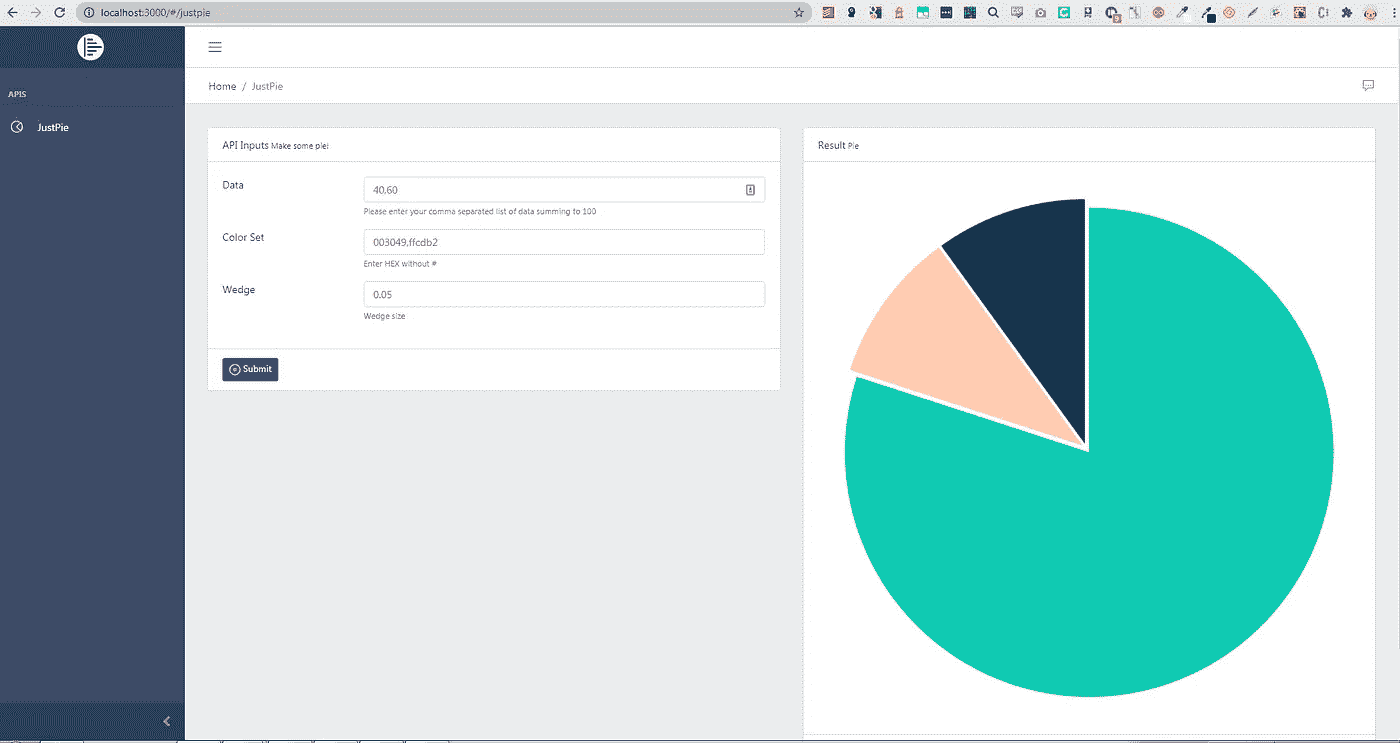 localhost:3000/#/justpie
9
APIS
JustPie
Home / JustPie
API Inputs Make some pie!
Data
40,60
Please enter your comma separated list of data summing to 100
Color Set
003049,ffcdb2
Enter HEX without #
Wedge
0.05
Wedge size
Submit
Result Pie